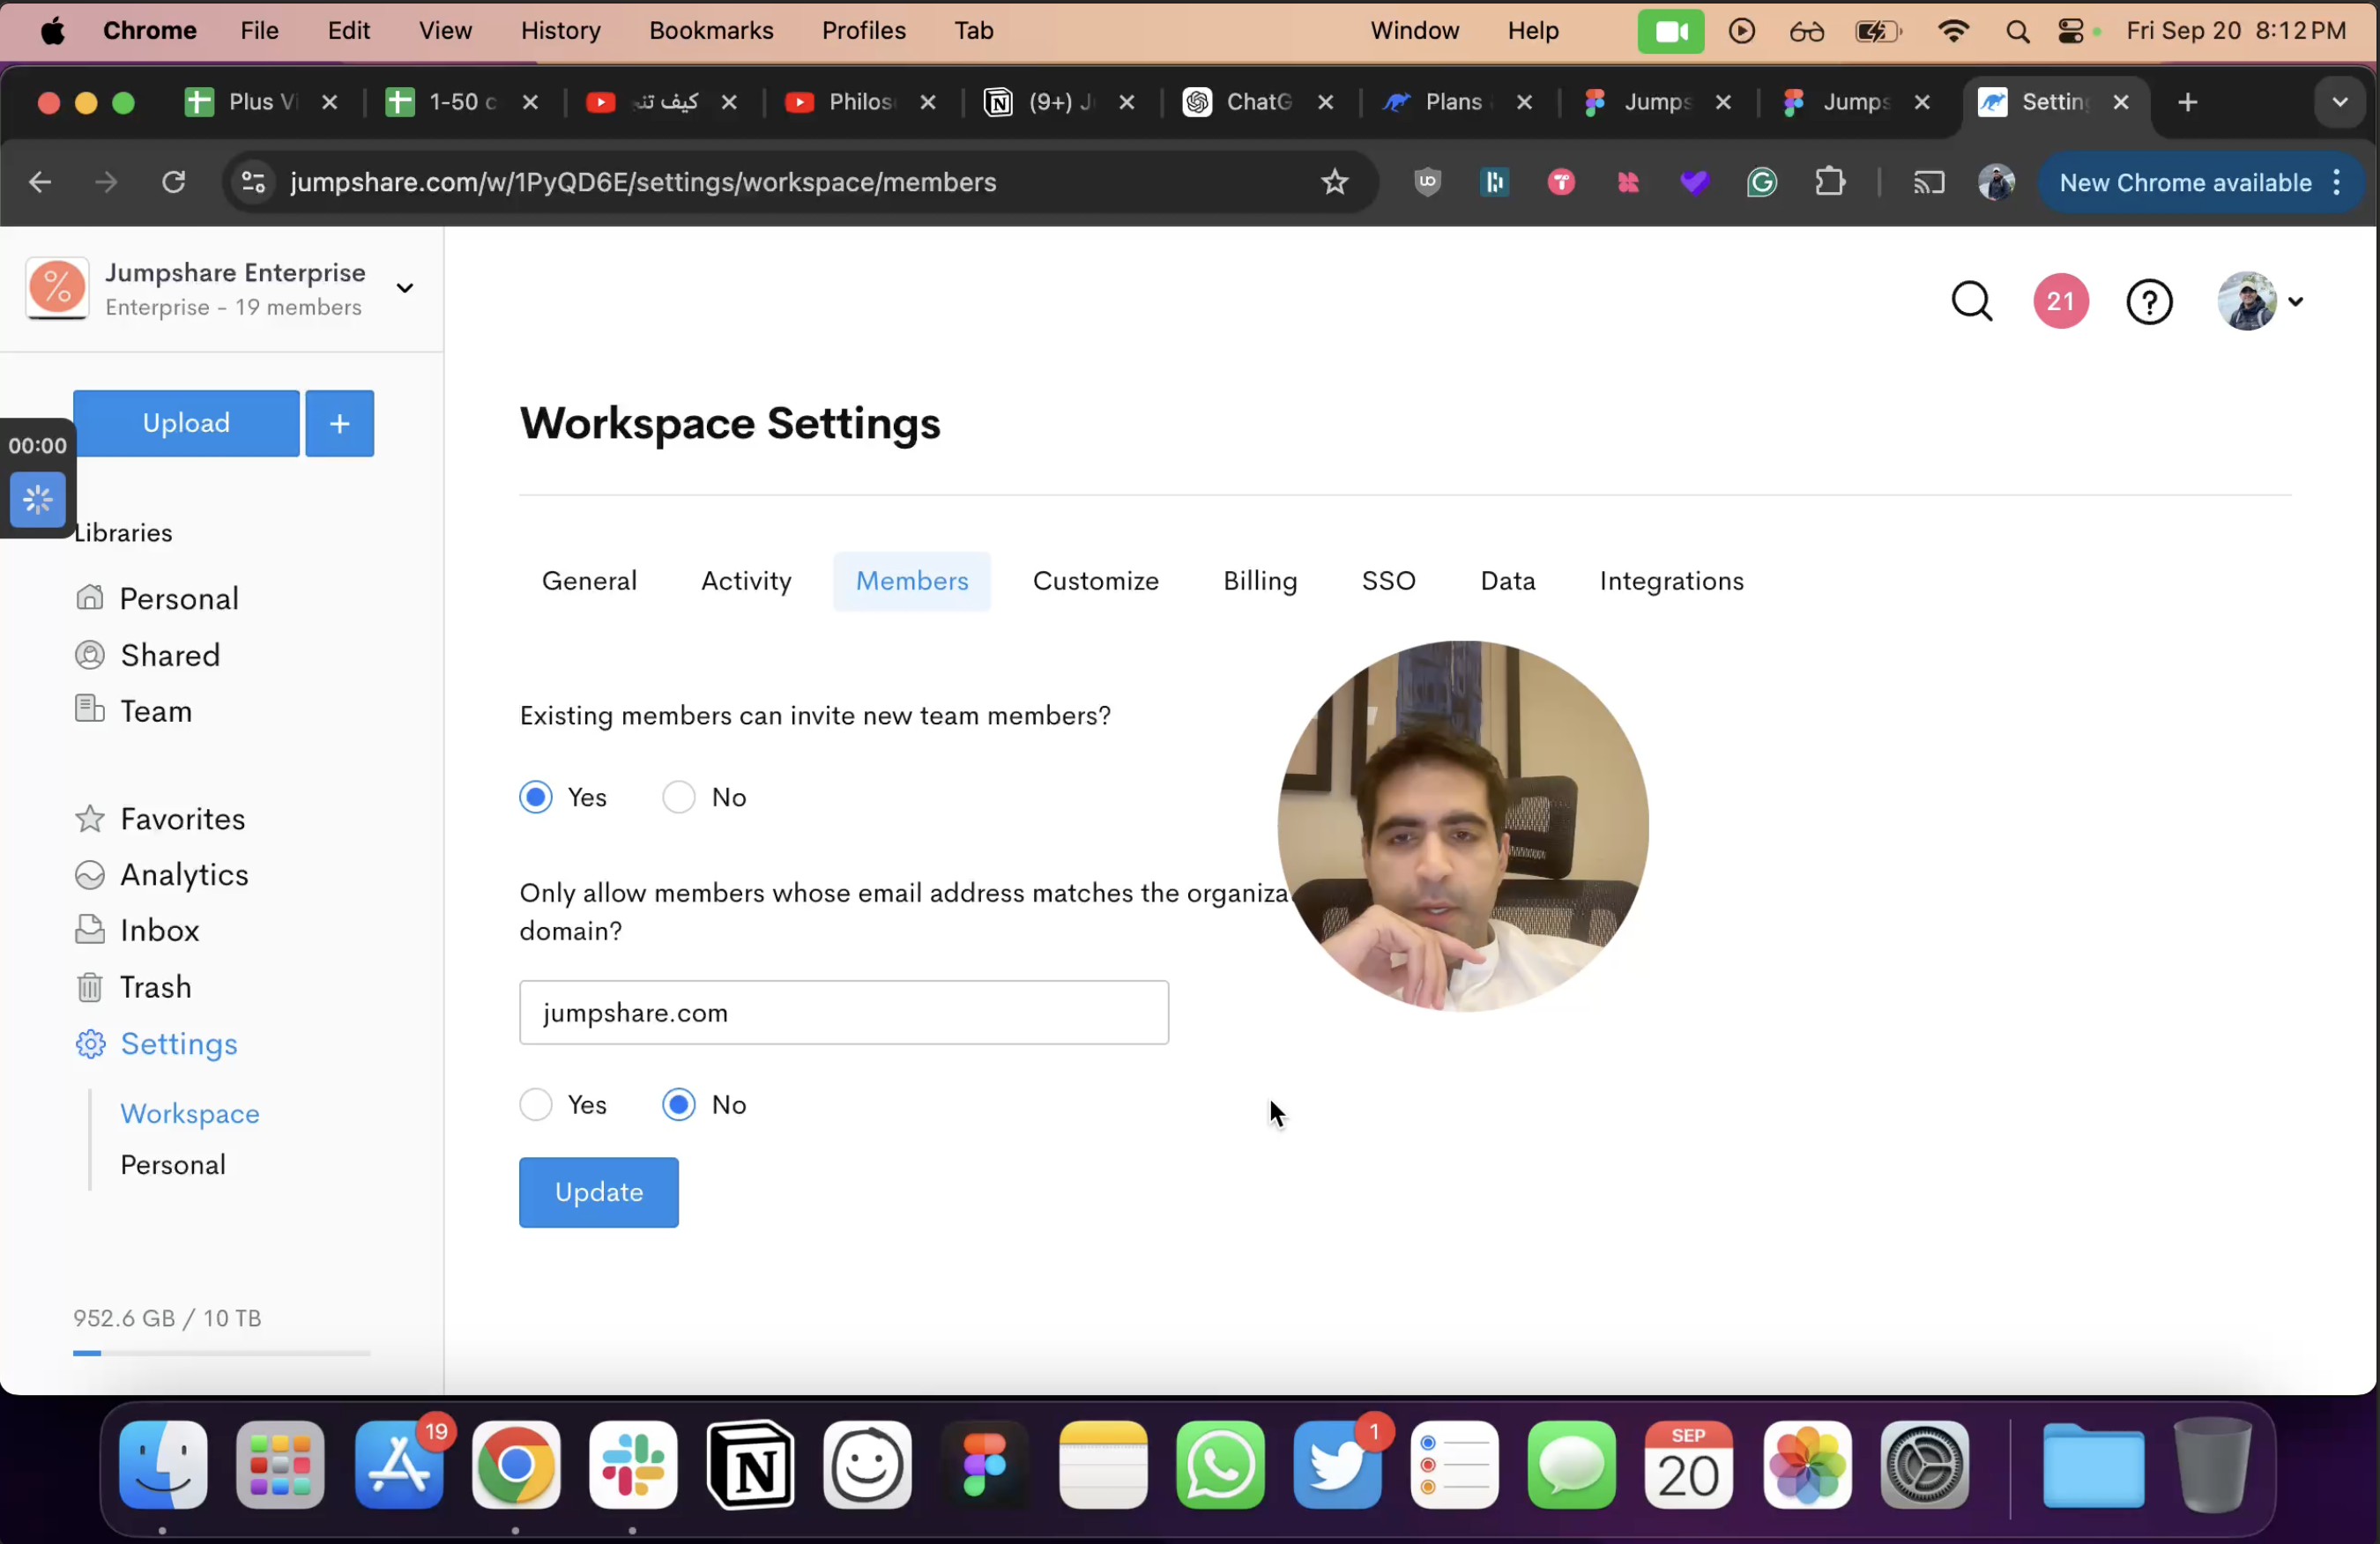 Chrome File Edit View History Bookmarks Profiles Tab Window Help Fri Sep 20 8:12 PM
Plus Vi 1-50 c كيف تن Philos (9+) J ChatG Plans Jumps Jumps Settin
jumpshare.com/w/1PyQD6E/settings/workspace/members New Chrome available
Jumpshare Enterprise
Enterprise - 19 members
21
Upload +
00:00
Libraries
Personal
Shared
Team
Favorites
Analytics
Inbox
Trash
Settings
Workspace
Personal
952.6 GB / 10 TB
Workspace Settings
General Activity Members Customize Billing SSO Data Integrations
Existing members can invite new team members?
Yes No
Only allow members whose email address matches the organiza
domain?
jumpshare.com
Yes No
Update
19
1
SEP
20